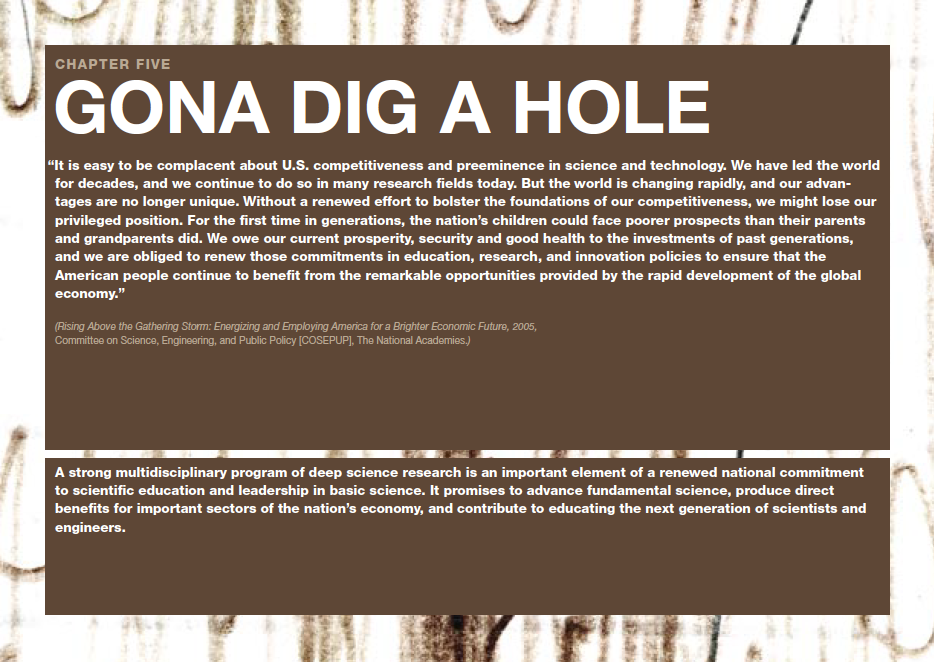 CHAPTER FIVE
GONA DIG A HOLE
“It is easy to be complacent about U.S. competitiveness and preeminence in science and technology. We have led the world
for decades, and we continue to do so in many research fields today. But the world is changing rapidly, and our advan-
tages are no longer unique. Without a renewed effort to bolster the foundations of our competitiveness, we might lose our
privileged position. For the first time in generations, the nation’s children could face poorer prospects than their parents
and grandparents did. We owe our current prosperity, security and good health to the investments of past generations,
and we are obliged to renew those commitments in education, research, and innovation policies to ensure that the
American people continue to benefit from the remarkable opportunities provided by the rapid development of the global
economy.”
(Rising Above the Gathering Storm: Energizing and Employing America for a Brighter Economic Future, 2005,
Committee on Science, Engineering, and Public Policy [COSEPUP], The National Academies.)
A strong multidisciplinary program of deep science research is an important element of a renewed national commitment
to scientific education and leadership in basic science. It promises to advance fundamental science, produce direct
benefits for important sectors of the nation’s economy, and contribute to educating the next generation of scientists and
engineers.